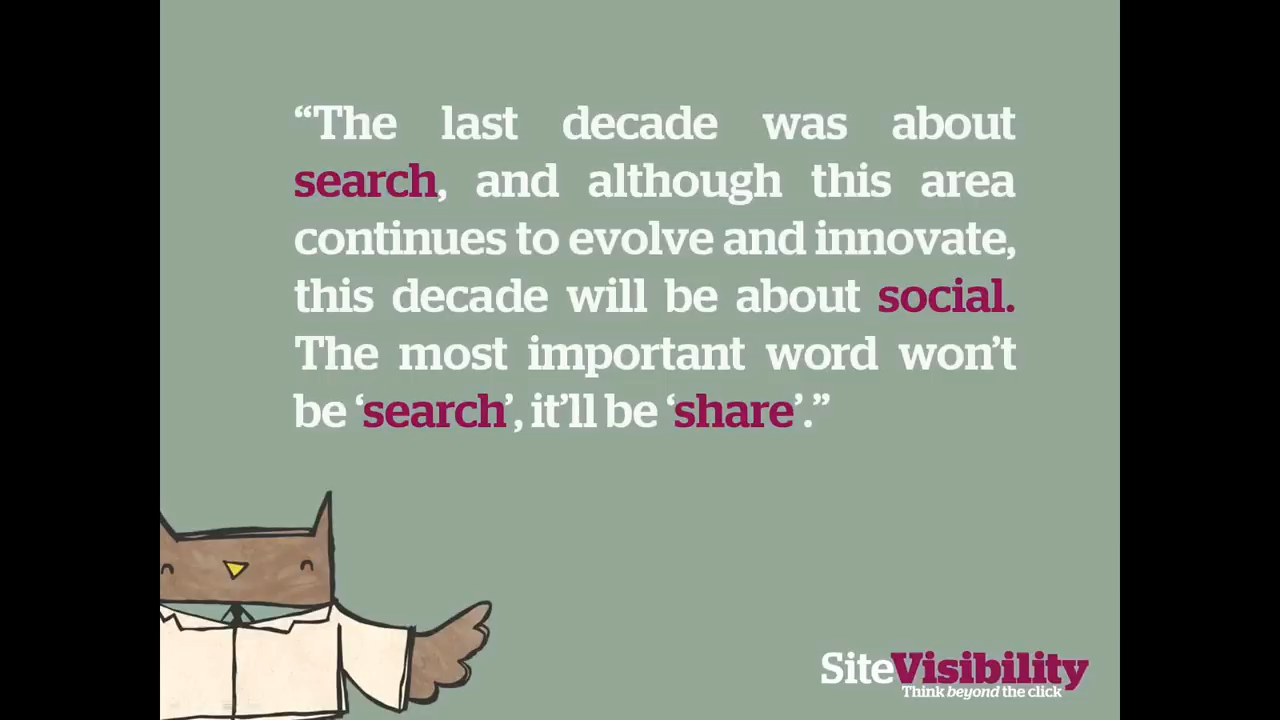 “The last decade was about
search, and although this area
continues to evolve and innovate,
this decade will be about social.
The most important word won’t
be ‘search’, it’ll be ‘share’.”
SiteVisibility
Think beyond the click